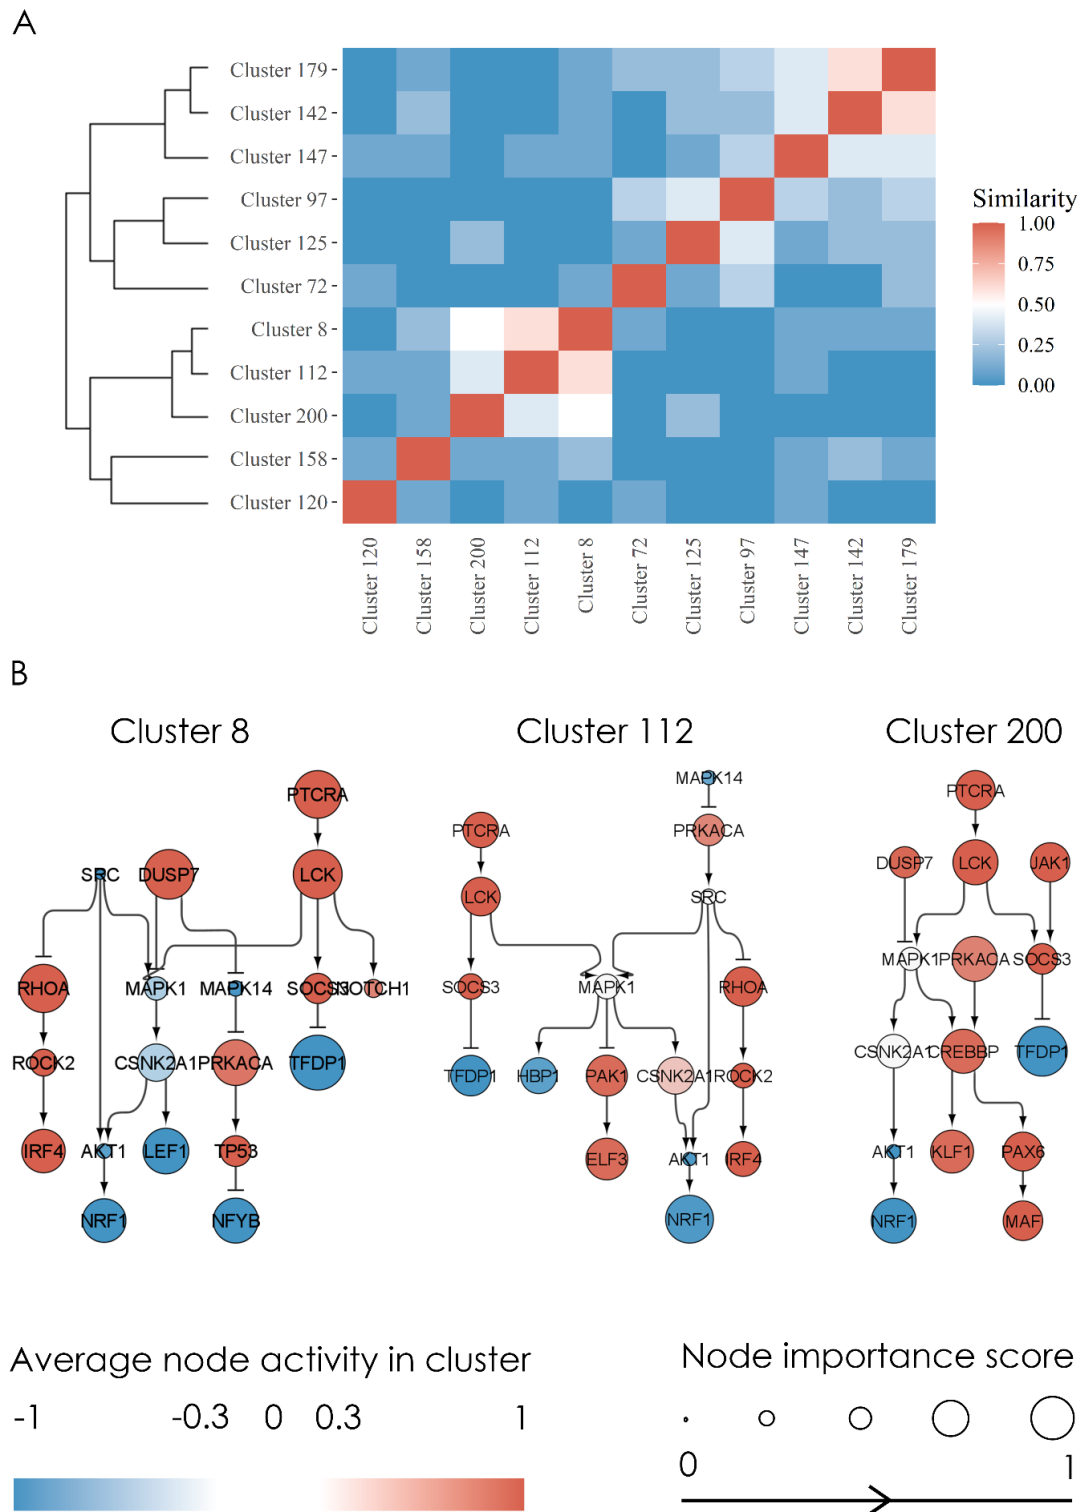 A
Cluster 179
Cluster 142
Cluster 147
Cluster 97
Cluster 125
Cluster 72
Cluster 8
Cluster 112
Cluster 200
Cluster 158
Cluster 120
Similarity
1.00
0.75
0.50
0.25
0.00
Cluster 120
Cluster 158
Cluster 200
Cluster 112
Cluster 8
Cluster 72
Cluster 125
Cluster 97
Cluster 147
Cluster 142
Cluster 179
B
Cluster 8
PTCRA
SRC
DUSP7
LCK
RHOA
MAPK1
MAPK14
SOCS3
NOTCH1
ROCK2
CSNK2A1
PRKACA
TFDP1
IRF4
AKT1
LEF1
TP53
NRF1
NFYB
Cluster 112
MAPK14
PTCRA
PRKACA
LCK
SRC
SOCS3
MAPK1
RHOA
TFDP1
HBP1
PAK1
CSNK2A1
ROCK2
ELF3
AKT1
IRF4
NRF1
Cluster 200
PTCRA
DUSP7
LCK
JAK1
MAPK1
PRKACA
SOCS3
CSNK2A1
CREBBP
TFDP1
AKT1
KLF1
PAX6
NRF1
MAF
Average node activity in cluster
-1 -0.3 0 0.3 1
Node importance score
0 1